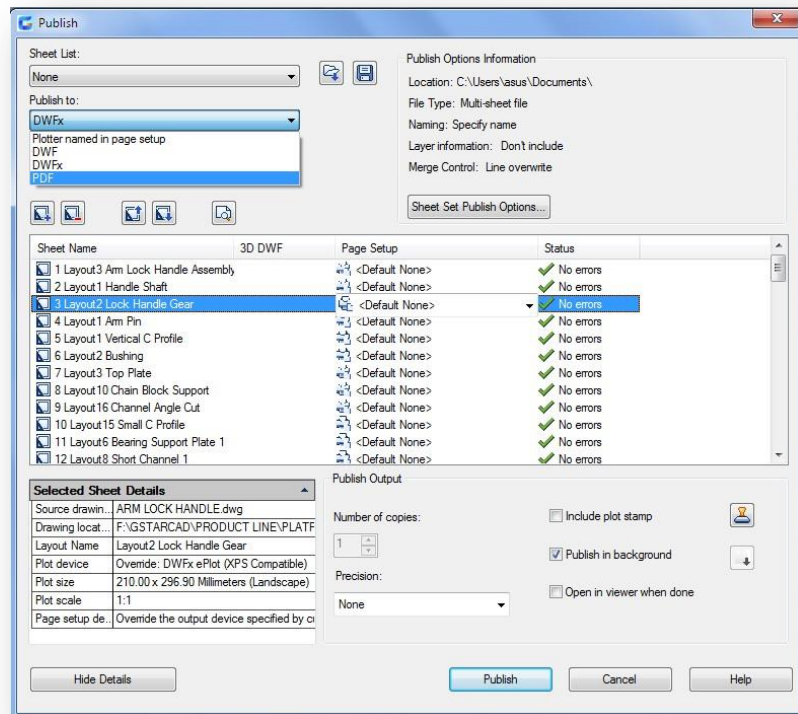 Publish
Sheet List:
None
Publish to:
DWFx
Plotter named in page setup
DWF
DWFx
PDF
Publish Options Information
Location: C:\Users\asus\Documents\
File Type: Multi-sheet file
Naming: Specify name
Layer information: Don't include
Merge Control: Line overwrite
Sheet Set Publish Options...
Sheet Name 3D DWF Page Setup Status
1 Layout3 Arm Lock Handle Assembly <Default None> No errors
2 Layout1 Handle Shaft <Default None> No errors
3 Layout2 Lock Handle Gear <Default None> No errors
4 Layout1 Arm Pin <Default None> No errors
5 Layout1 Vertical C Profile <Default None> No errors
6 Layout2 Bushing <Default None> No errors
7 Layout3 Top Plate <Default None> No errors
8 Layout10 Chain Block Support <Default None> No errors
9 Layout16 Channel Angle Cut <Default None> No errors
10 Layout15 Small C Profile <Default None> No errors
11 Layout6 Bearing Support Plate 1 <Default None> No errors
12 Layout8 Short Channel 1 <Default None> No errors
Selected Sheet Details
Source drawin... ARM LOCK HANDLE.dwg
Drawing locat... F:\GSTARCAD\PRODUCT LINE\PLATF
Layout Name Layout2 Lock Handle Gear
Plot device Override: DWFx ePlot (XPS Compatible)
Plot size 210.00 x 296.90 Millimeters (Landscape)
Plot scale 1:1
Page setup de... Override the output device specified by cu
Publish Output
Number of copies:
1
Precision:
None
Include plot stamp
Publish in background
Open in viewer when done
Hide Details
Publish
Cancel
Help